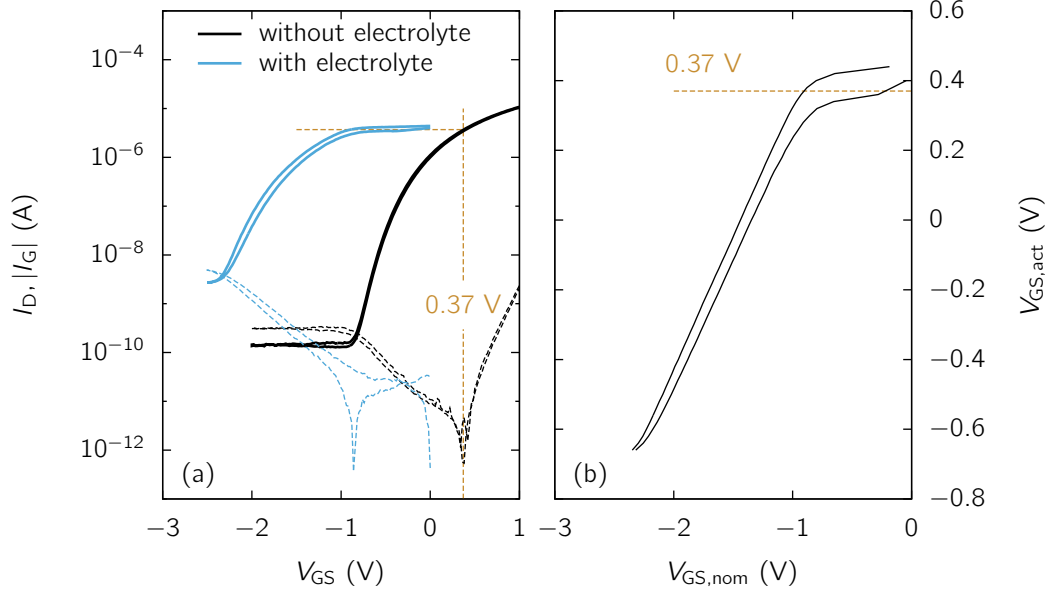 without electrolyte
with electrolyte
10⁻⁴
10⁻⁶
10⁻⁸
10⁻¹⁰
10⁻¹²
I_D, |I_G| (A)
0.37 V
(a)
−3
−2
−1
0
1
V_GS (V)
0.37 V
(b)
−3
−2
−1
0
V_GS,nom (V)
0.6
0.4
0.2
0
−0.2
−0.4
−0.6
−0.8
V_GS,act (V)